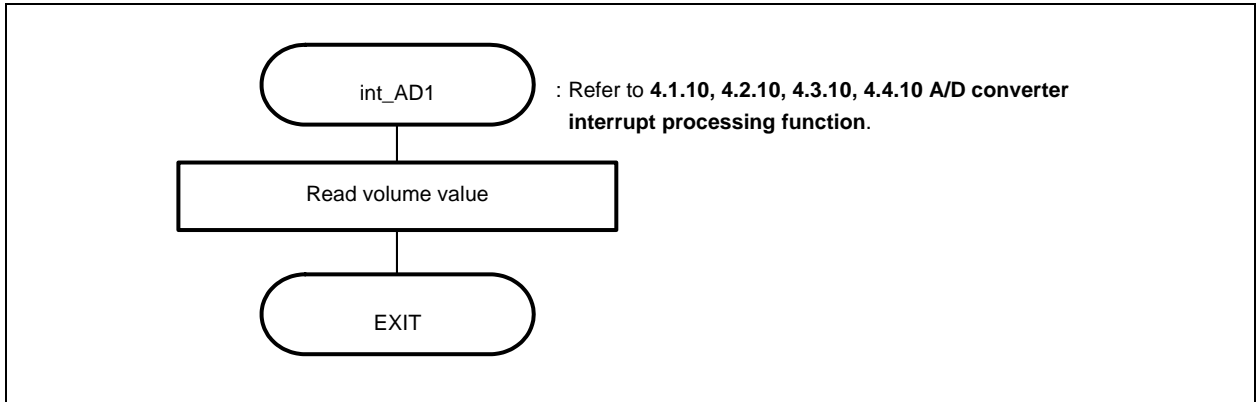 int_AD1
: Refer to 4.1.10, 4.2.10, 4.3.10, 4.4.10 A/D converter
interrupt processing function.
Read volume value
EXIT